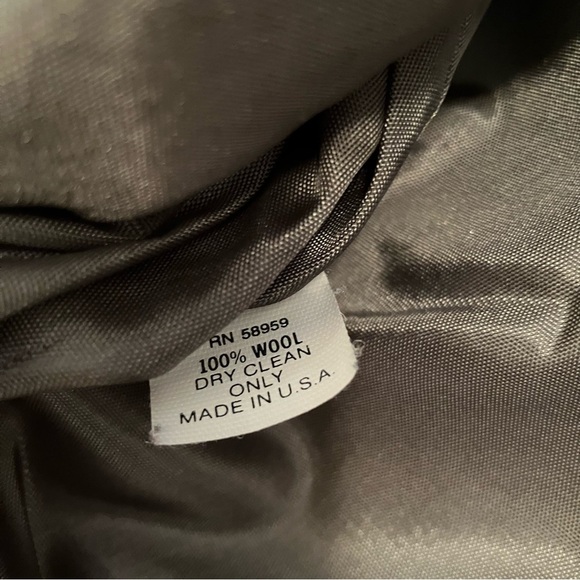 RN 58959
100% WOOL
DRY CLEAN
ONLY
MADE IN U.S.A.